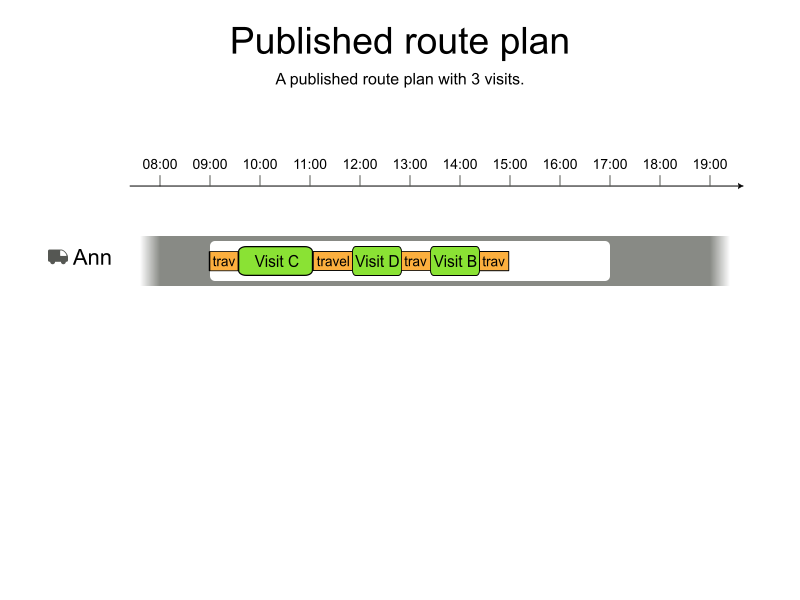 Published route plan
A published route plan with 3 visits.
08:00 09:00 10:00 11:00 12:00 13:00 14:00 15:00 16:00 17:00 18:00 19:00
Ann trav Visit C travel Visit D trav Visit B trav